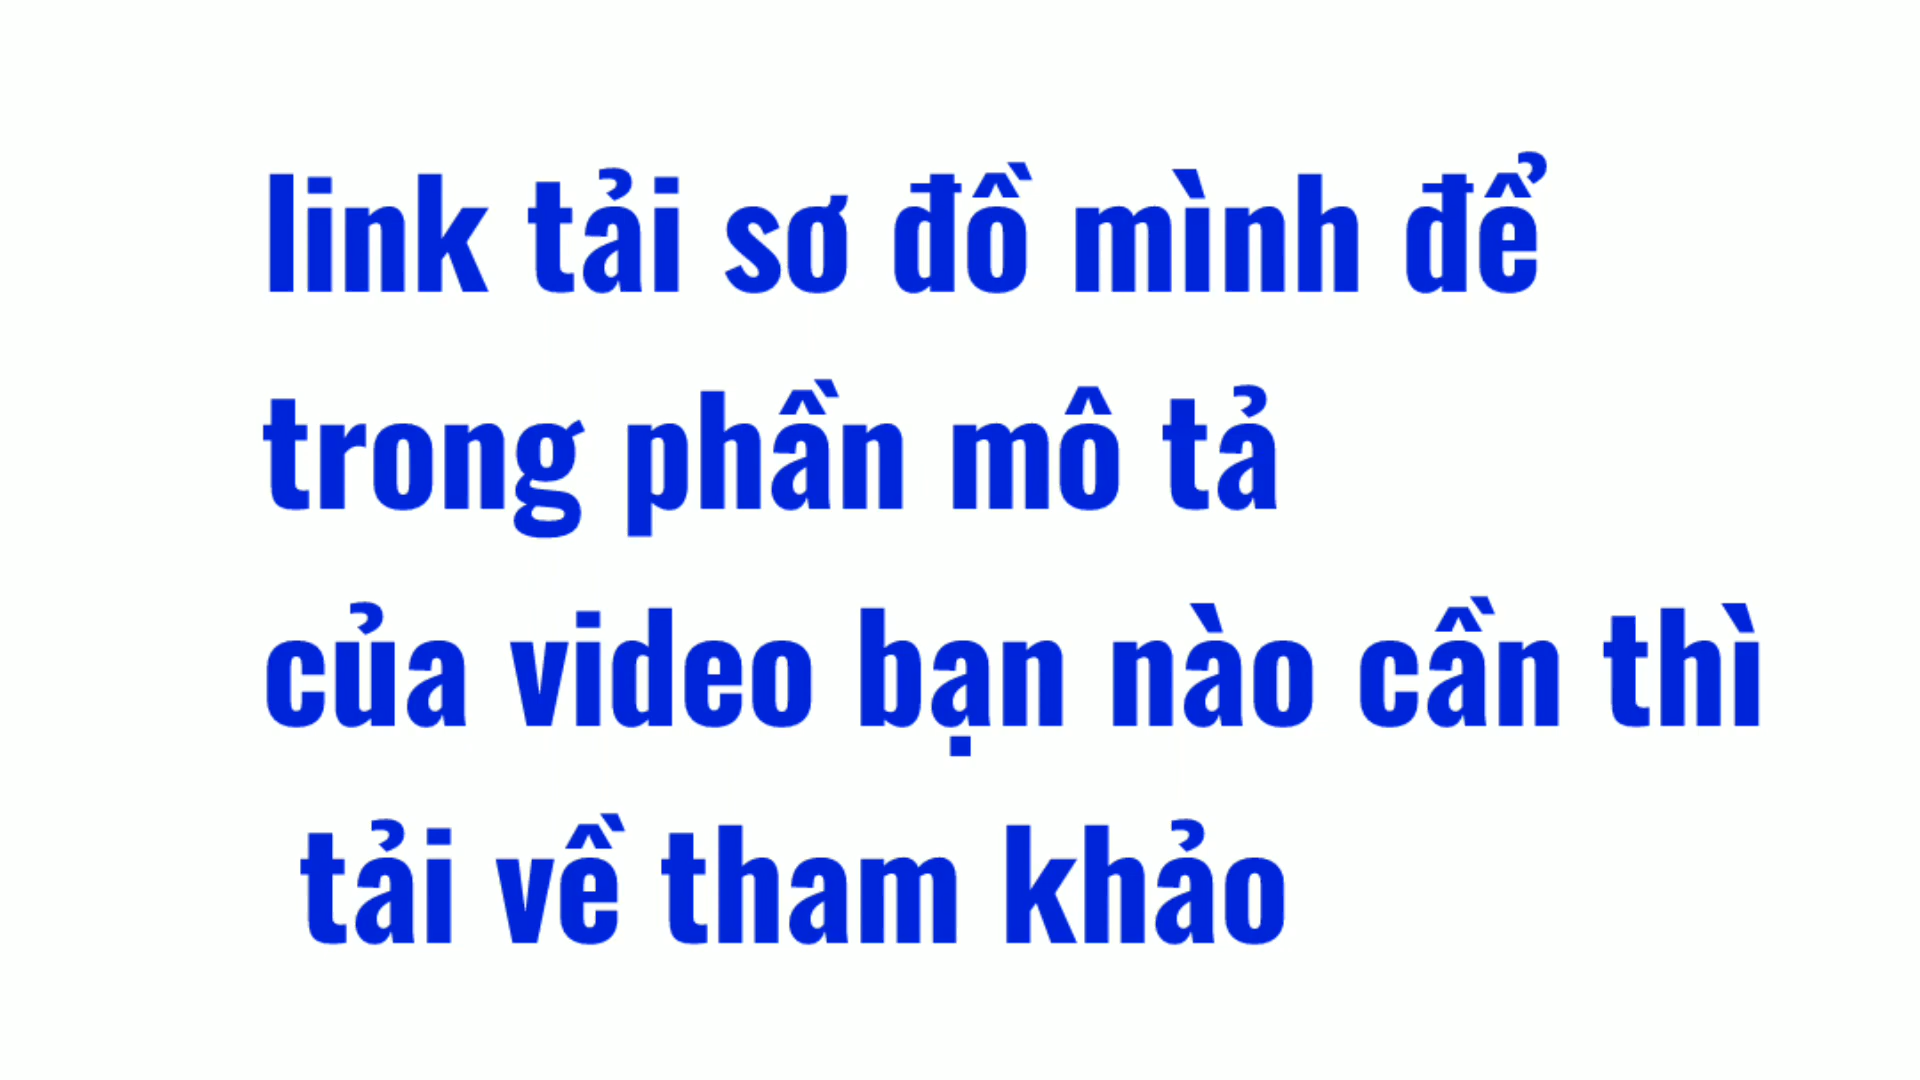 link tải sơ đồ mình để
trong phần mô tả
của video bạn nào cần thì
tải về tham khảo